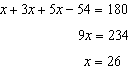 x + 3x + 5x − 54 = 180
9x = 234
x = 26